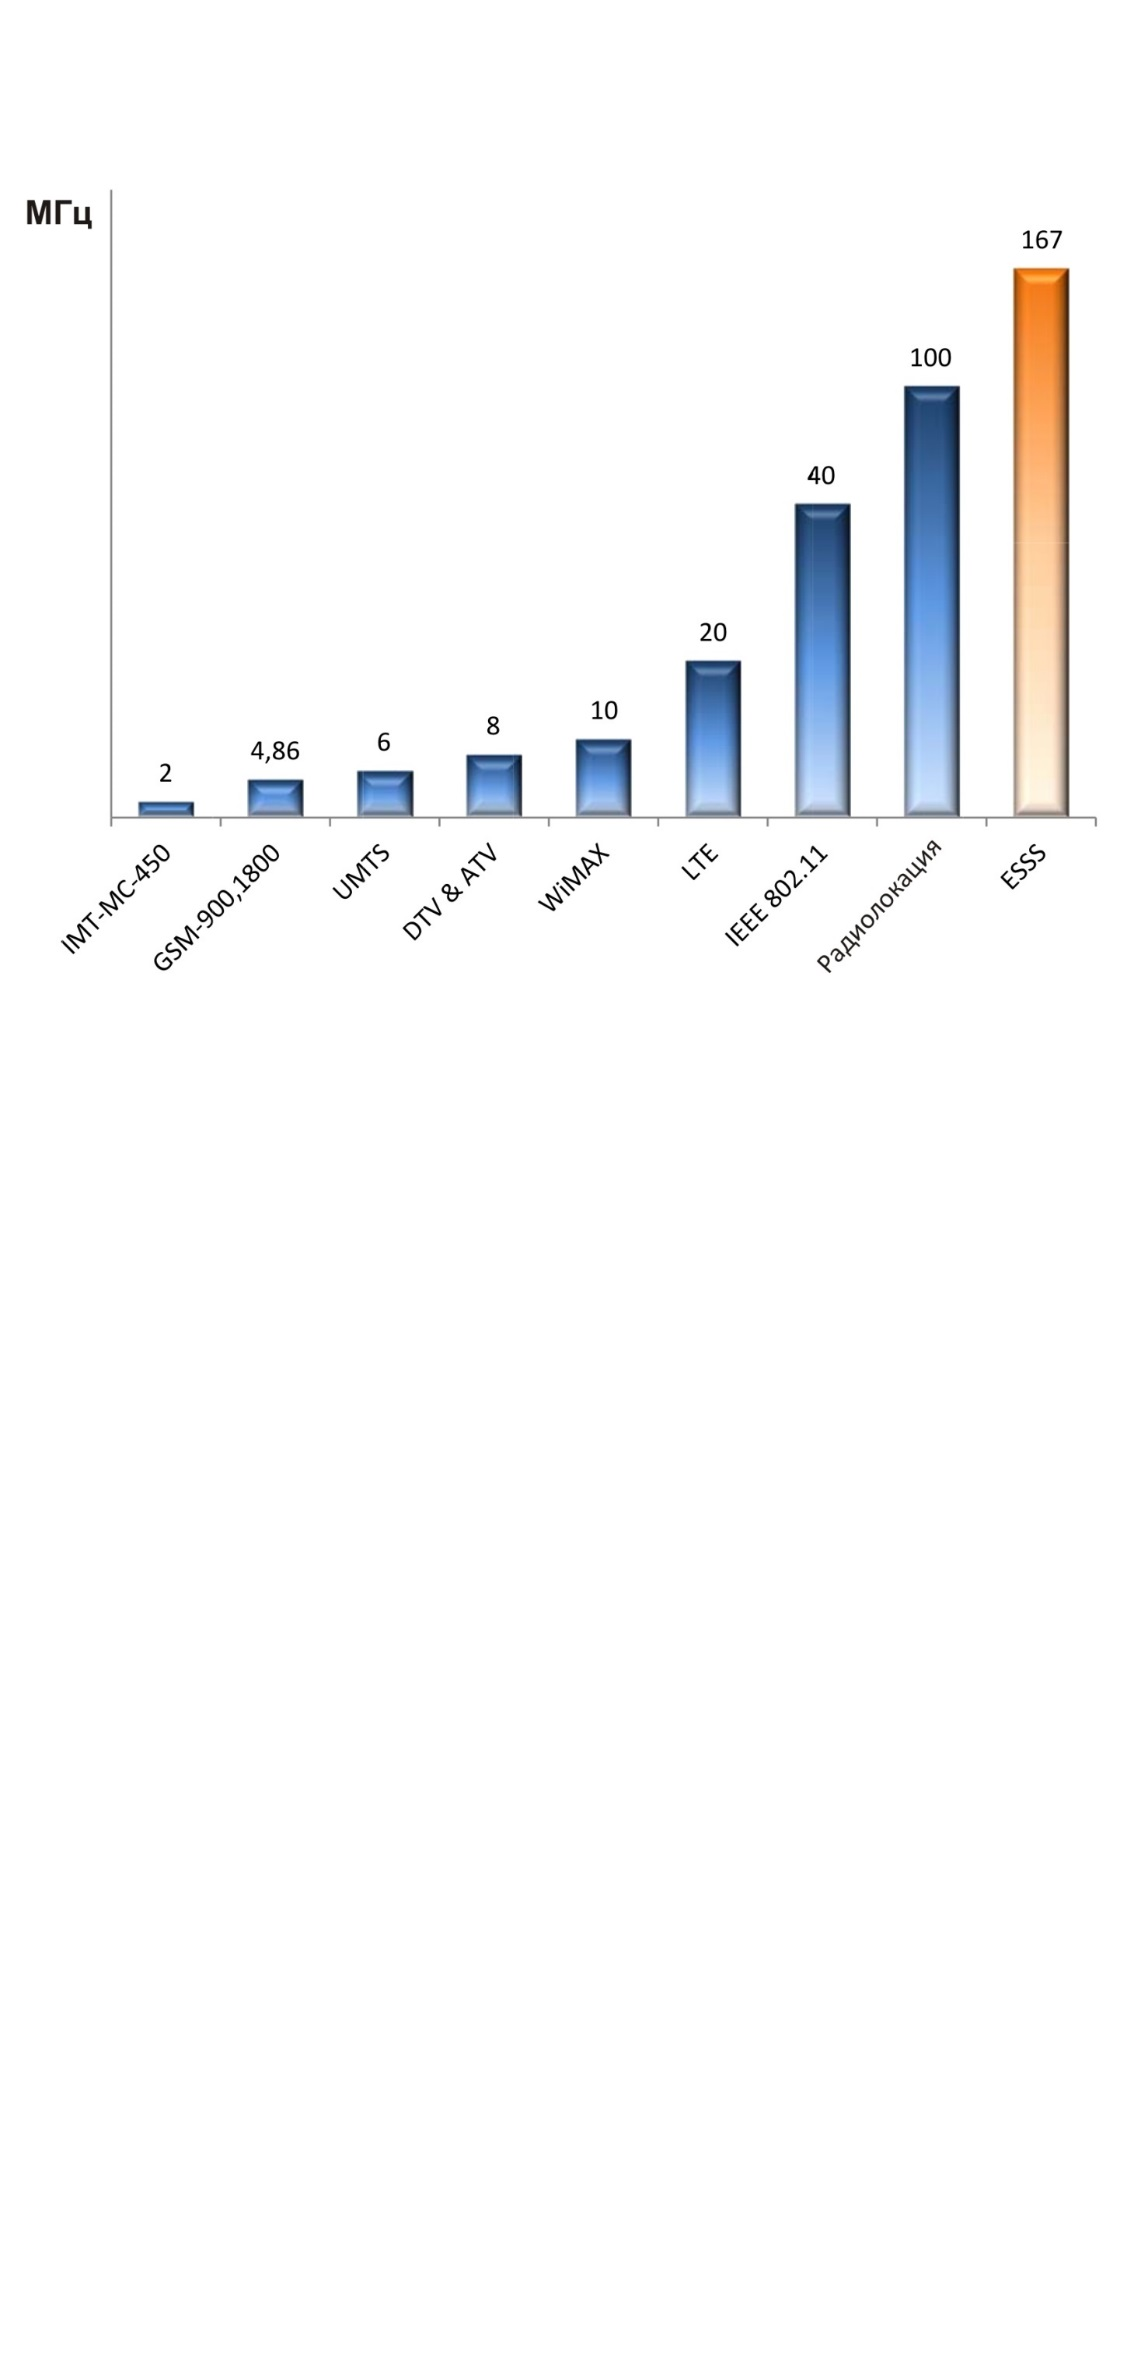 МГц
167
100
40
20
10
8
6
4,86
2
IMT-MC-450
GSM-900,1800
UMTS
DTV & ATV
WiMAX
LTE
IEEE 802.11
Радиолокация
ESSS